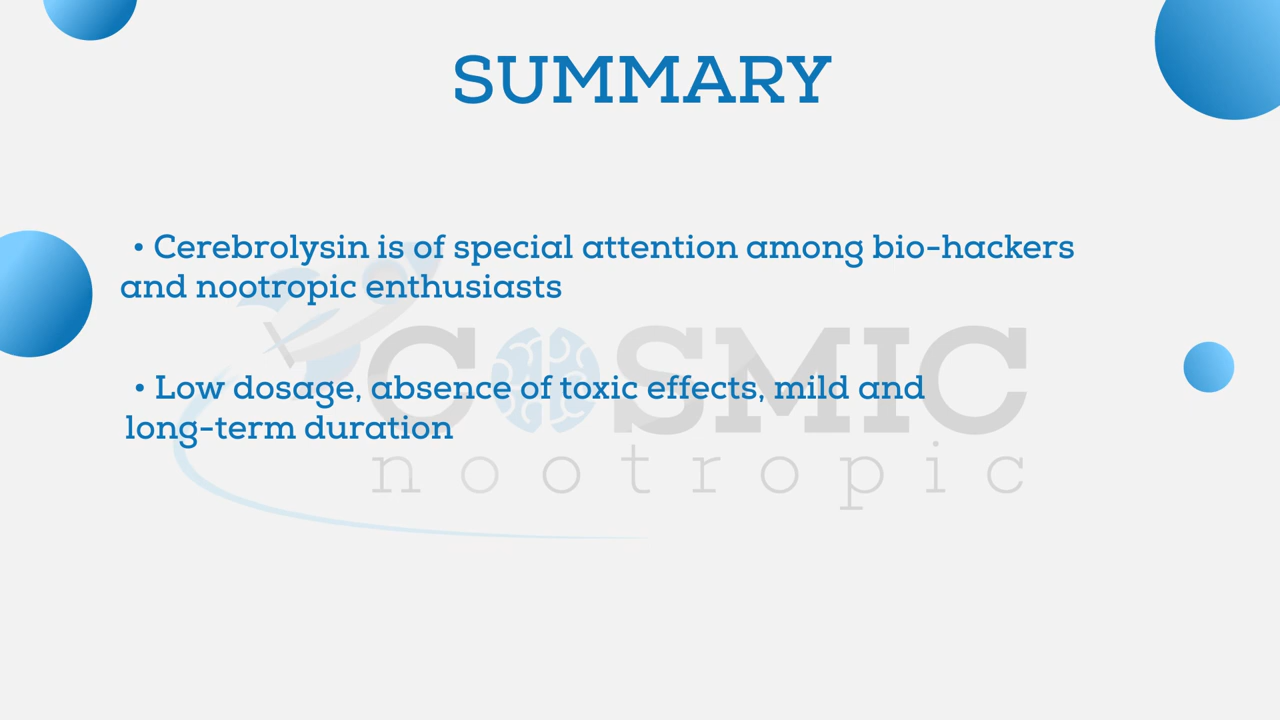 SUMMARY
• Cerebrolysin is of special attention among bio-hackers
and nootropic enthusiasts
• Low dosage, absence of toxic effects, mild and
long-term duration
COSMIC
nootropic